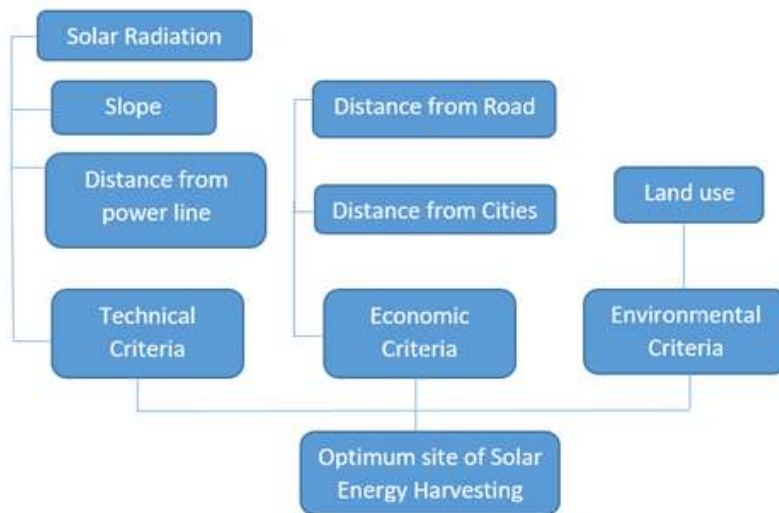 Solar Radiation
Slope
Distance from
power line
Technical
Criteria
Distance from Road
Distance from Cities
Economic
Criteria
Land use
Environmental
Criteria
Optimum site of Solar
Energy Harvesting